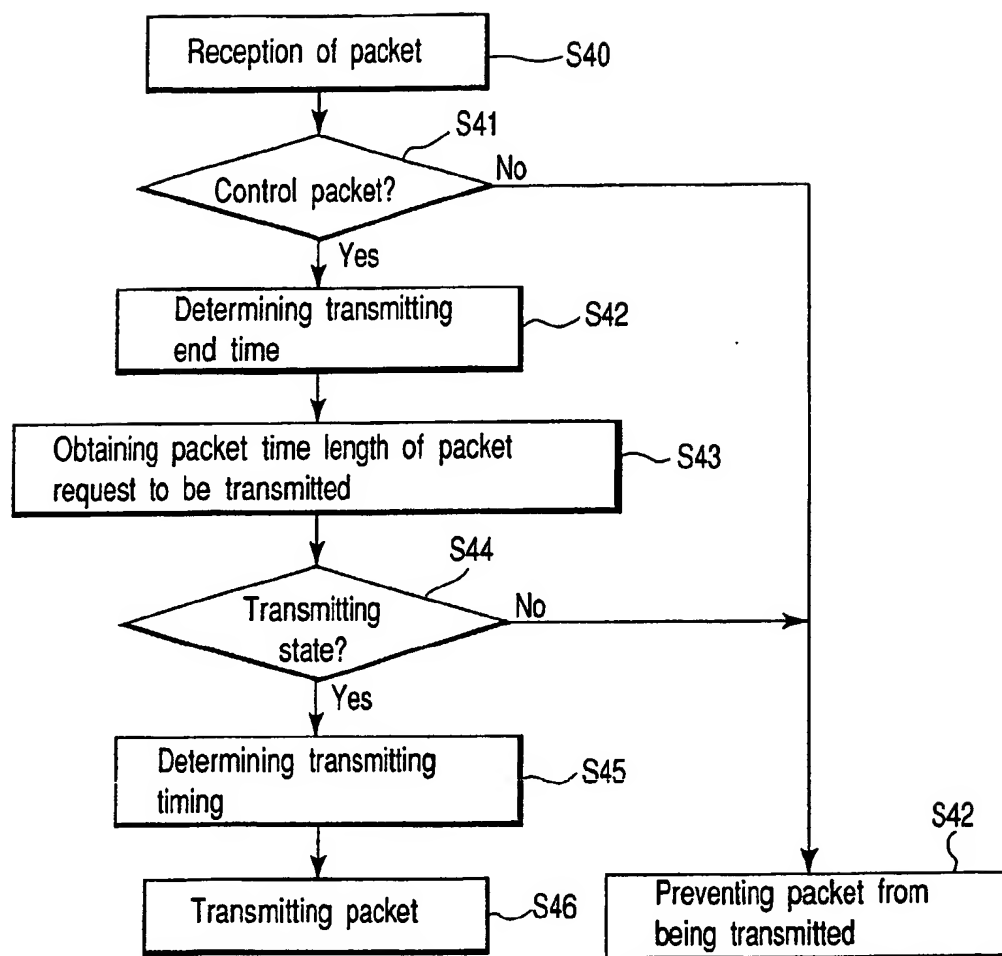 Reception of packet
S40
S41
Control packet?
No
Yes
Determining transmitting
end time
S42
Obtaining packet time length of packet
request to be transmitted
S43
S44
Transmitting
state?
No
Yes
Determining transmitting
timing
S45
S42
Transmitting packet
S46
Preventing packet from
being transmitted